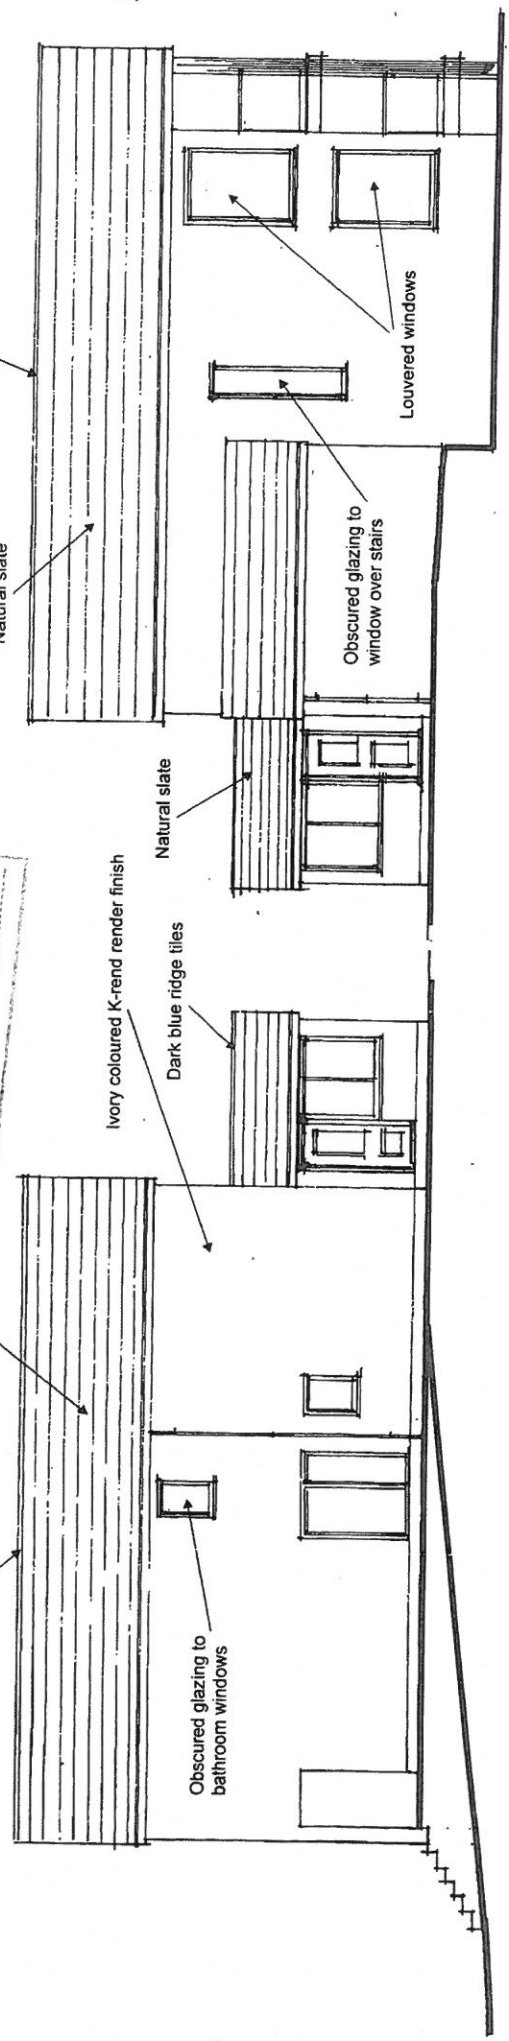 Obscured glazing to
bathroom windows
Ivory coloured K-rend render finish
Dark blue ridge tiles
Natural slate
Natural slate
Obscured glazing to
window over stairs
Louvered windows